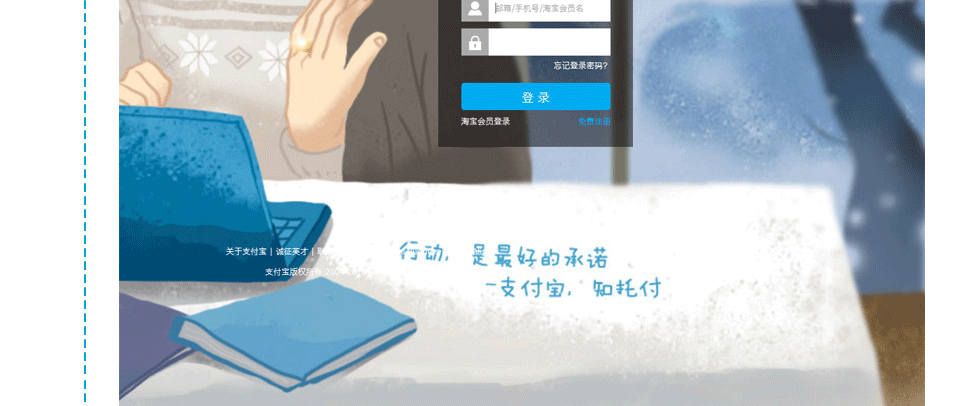 邮箱/手机号/淘宝会员名
忘记登录密码?
登 录
淘宝会员登录 免费注册
关于支付宝 | 诚征英才 |
行动, 是最好的承诺
支付宝版权所有
-支付宝, 知托付